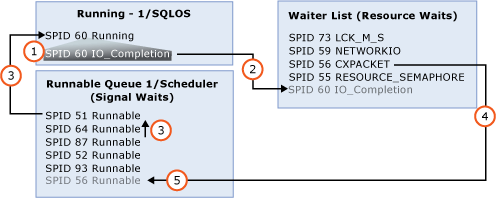 Running - 1/SQLOS
SPID 60 Running
1
SPID 60 IO_Completion
3
2
Waiter List (Resource Waits)
SPID 73 LCK_M_S
SPID 59 NETWORKIO
SPID 56 CXPACKET
SPID 55 RESOURCE_SEMAPHORE
SPID 60 IO_Completion
Runnable Queue 1/Scheduler
(Signal Waits)
SPID 51 Runnable
SPID 64 Runnable
3
SPID 87 Runnable
SPID 52 Runnable
SPID 93 Runnable
SPID 56 Runnable
5
4